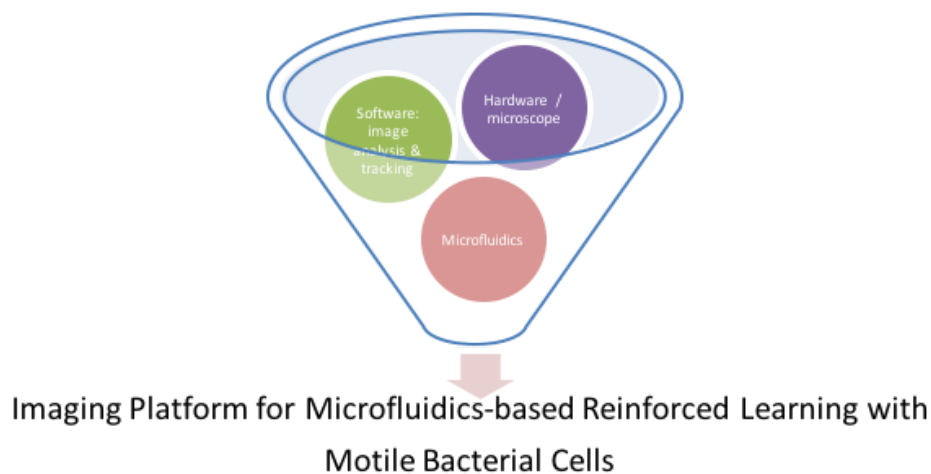 Hardware /
microscope
Software:
image
analysis &
tracking
Microfluidics
Imaging Platform for Microfluidics-based Reinforced Learning with
Motile Bacterial Cells